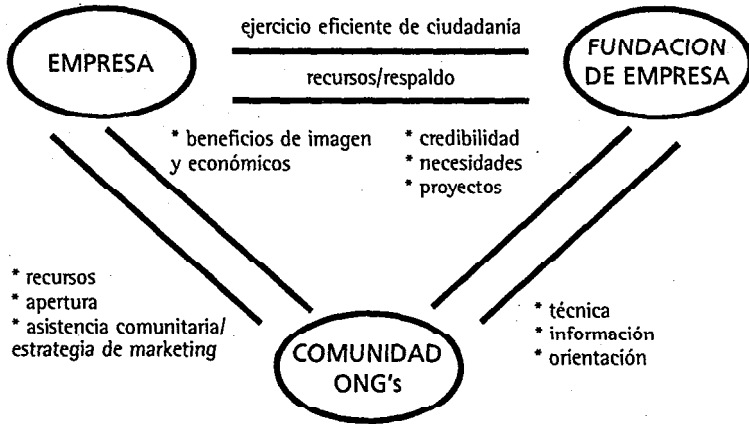 ejercicio eficiente de ciudadanía
EMPRESA
FUNDACION
DE EMPRESA
recursos/respaldo
* beneficios de imagen
y económicos
* credibilidad
* necesidades
* proyectos
* recursos
* apertura
* asistencia comunitaria/
estrategia de marketing
* técnica
* información
* orientación
COMUNIDAD
ONG's